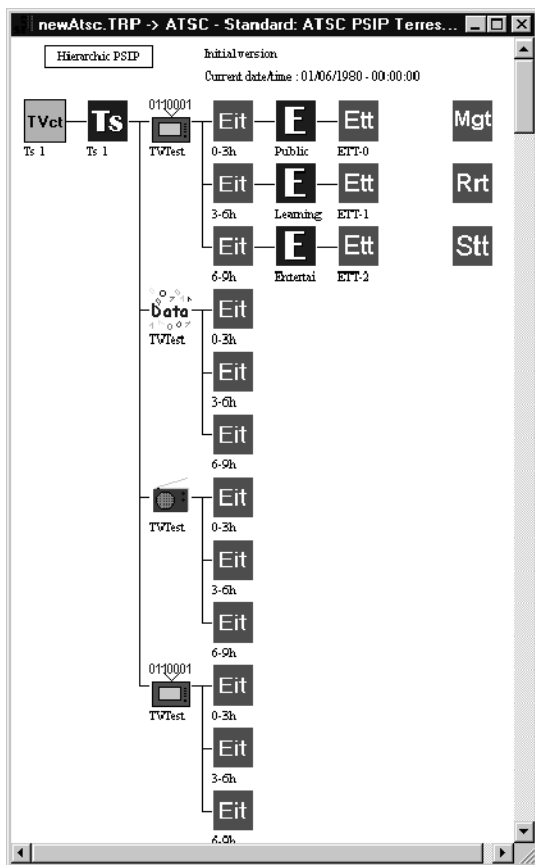 newAtsc.TRP -> ATSC - Standard: ATSC PSIP Terres...
Hierarchic PSIP
Initial version
Current date/time : 01/06/1980 - 00:00:00
0110001
TVct Ts Eit E Ett Mgt
Ts 1 Ts 1 TVTest 0-3h Public ETT-0
Eit E Ett Rrt
3-6h Learning ETT-1
Eit E Ett Stt
6-9h Entertai ETT-2
Data Eit
TVTest 0-3h
Eit
3-6h
Eit
6-9h
Eit
TVTest 0-3h
Eit
3-6h
Eit
6-9h
0110001
Eit
TVTest 0-3h
Eit
3-6h
Eit
6-9h